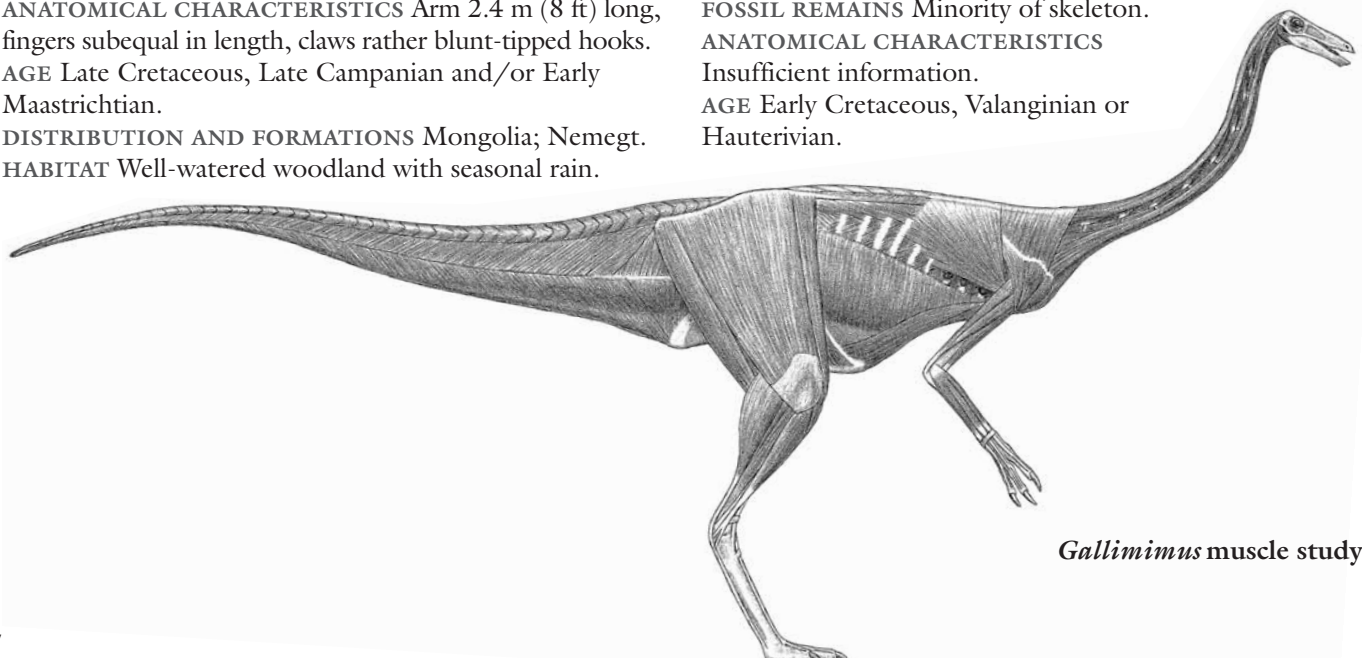 ANATOMICAL CHARACTERISTICS Arm 2.4 m (8 ft) long,
fingers subequal in length, claws rather blunt-tipped hooks.
AGE Late Cretaceous, Late Campanian and/or Early
Maastrichtian.
DISTRIBUTION AND FORMATIONS Mongolia; Nemegt.
HABITAT Well-watered woodland with seasonal rain.
FOSSIL REMAINS Minority of skeleton.
ANATOMICAL CHARACTERISTICS
Insufficient information.
AGE Early Cretaceous, Valanginian or
Hauterivian.
Gallimimus muscle study